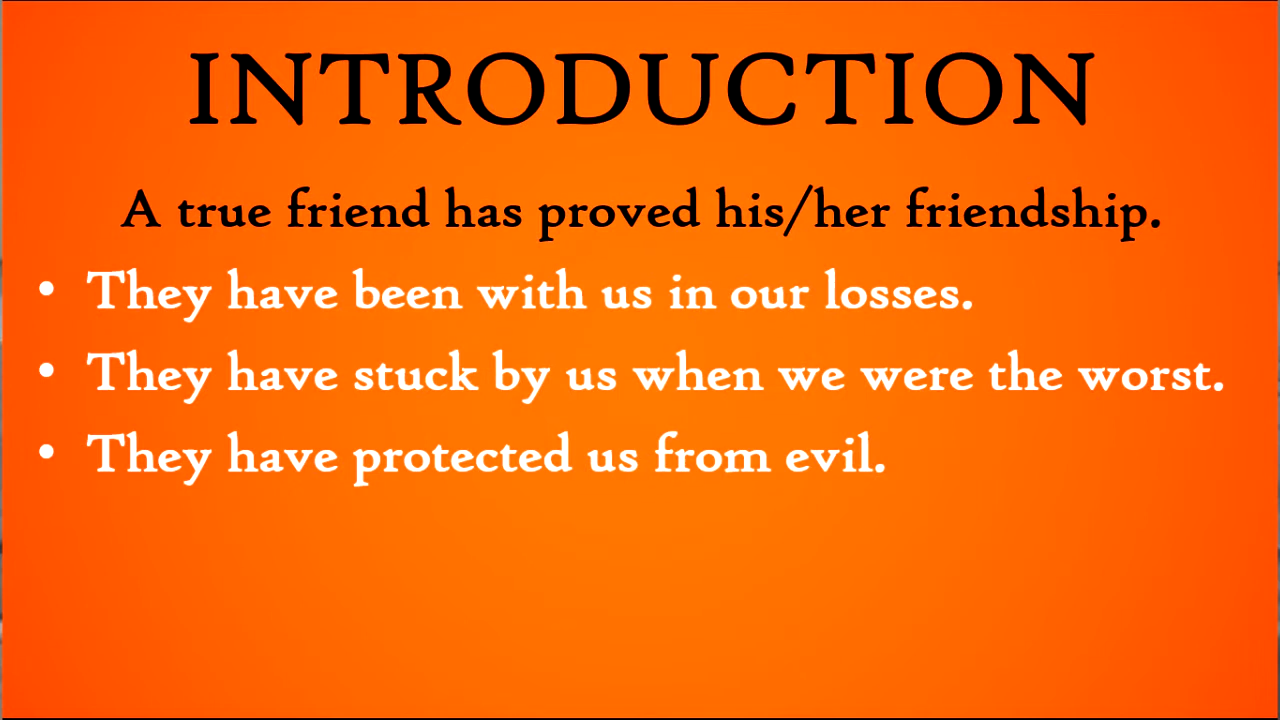 INTRODUCTION
A true friend has proved his/her friendship.
• They have been with us in our losses.
• They have stuck by us when we were the worst.
• They have protected us from evil.